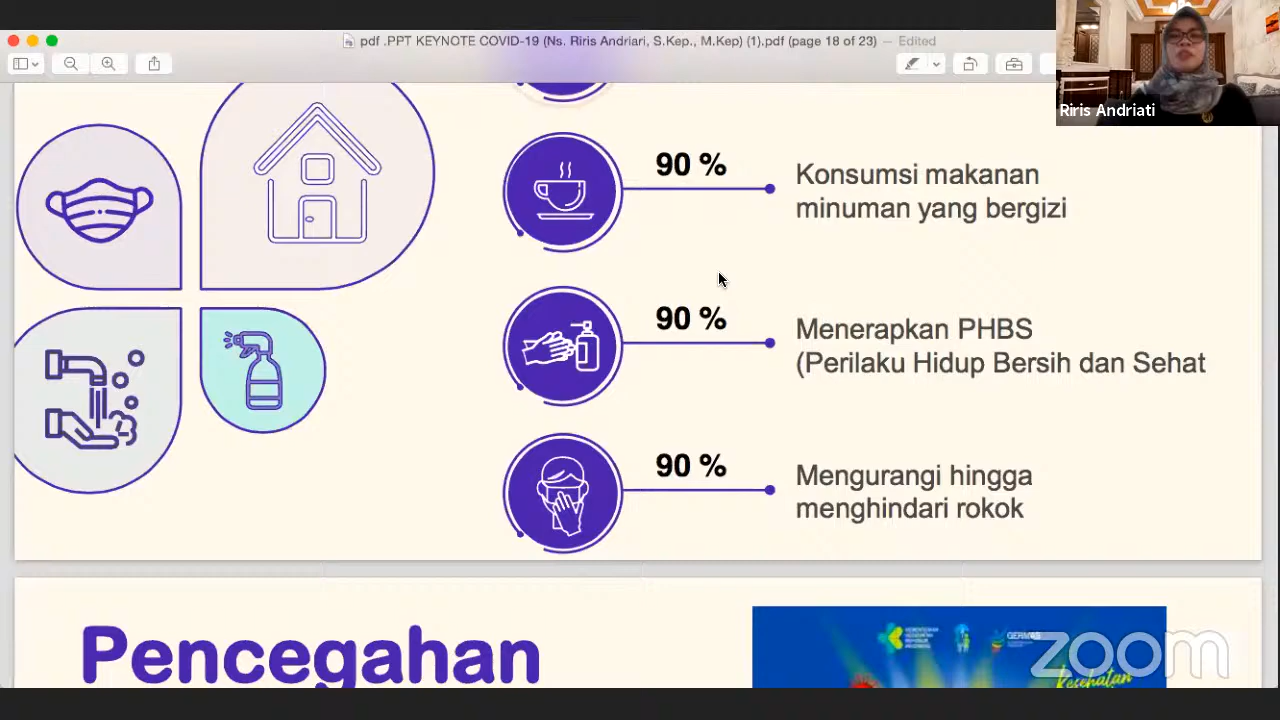 pdf .PPT KEYNOTE COVID-19 (Ns. Riris Andriari, S.Kep., M.Kep) (1).pdf (page 18 of 23) — Edited
Riris Andriati
90 %
Konsumsi makanan
minuman yang bergizi
90 %
Menerapkan PHBS
(Perilaku Hidup Bersih dan Sehat
90 %
Mengurangi hingga
menghindari rokok
Pencegahan
GERMAS
zoom
Kesehatan